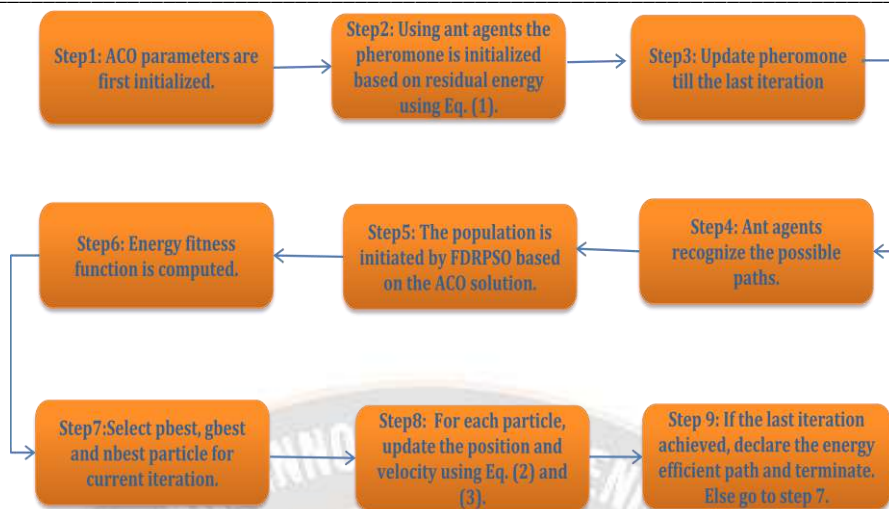 Step1: ACO parameters are
first initialized.
Step2: Using ant agents the
pheromone is initialized
based on residual energy
using Eq. (1).
Step3: Update pheromone
till the last iteration
Step4: Ant agents
recognize the possible
paths.
Step5: The population is
initiated by FDRPSO based
on the ACO solution.
Step6: Energy fitness
function is computed.
Step7:Select pbest, gbest
and nbest particle for
current iteration.
Step8: For each particle,
update the position and
velocity using Eq. (2) and
(3).
Step 9: If the last iteration
achieved, declare the energy
efficient path and terminate.
Else go to step 7.